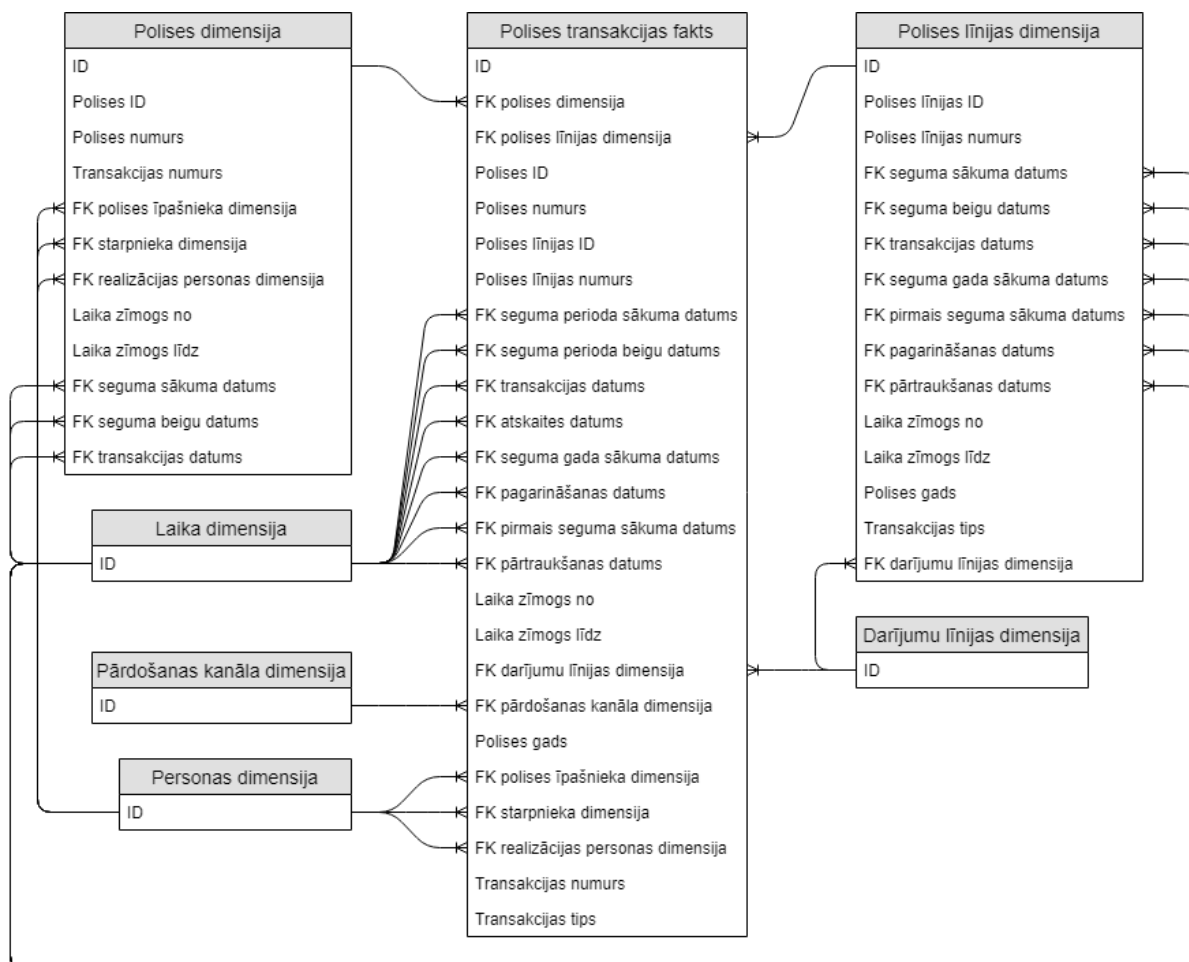 Polises dimensija
ID
Polises ID
Polises numurs
Transakcijas numurs
FK polises īpašnieka dimensija
FK starpnieka dimensija
FK realizācijas personas dimensija
Laika zīmogs no
Laika zīmogs līdz
FK seguma sākuma datums
FK seguma beigu datums
FK transakcijas datums
Laika dimensija
ID
Pārdošanas kanāla dimensija
ID
Personas dimensija
ID
Polises transakcijas fakts
ID
FK polises dimensija
FK polises līnijas dimensija
Polises ID
Polises numurs
Polises līnijas ID
Polises līnijas numurs
FK seguma perioda sākuma datums
FK seguma perioda beigu datums
FK transakcijas datums
FK atskaites datums
FK seguma gada sākuma datums
FK pagarināšanas datums
FK pirmais seguma sākuma datums
FK pārtraukšanas datums
Laika zīmogs no
Laika zīmogs līdz
FK darījumu līnijas dimensija
FK pārdošanas kanāla dimensija
Polises gads
FK polises īpašnieka dimensija
FK starpnieka dimensija
FK realizācijas personas dimensija
Transakcijas numurs
Transakcijas tips
Polises līnijas dimensija
ID
Polises līnijas ID
Polises līnijas numurs
FK seguma sākuma datums
FK seguma beigu datums
FK transakcijas datums
FK seguma gada sākuma datums
FK pirmais seguma sākuma datums
FK pagarināšanas datums
FK pārtraukšanas datums
Laika zīmogs no
Laika zīmogs līdz
Polises gads
Transakcijas tips
FK darījumu līnijas dimensija
Darījumu līnijas dimensija
ID